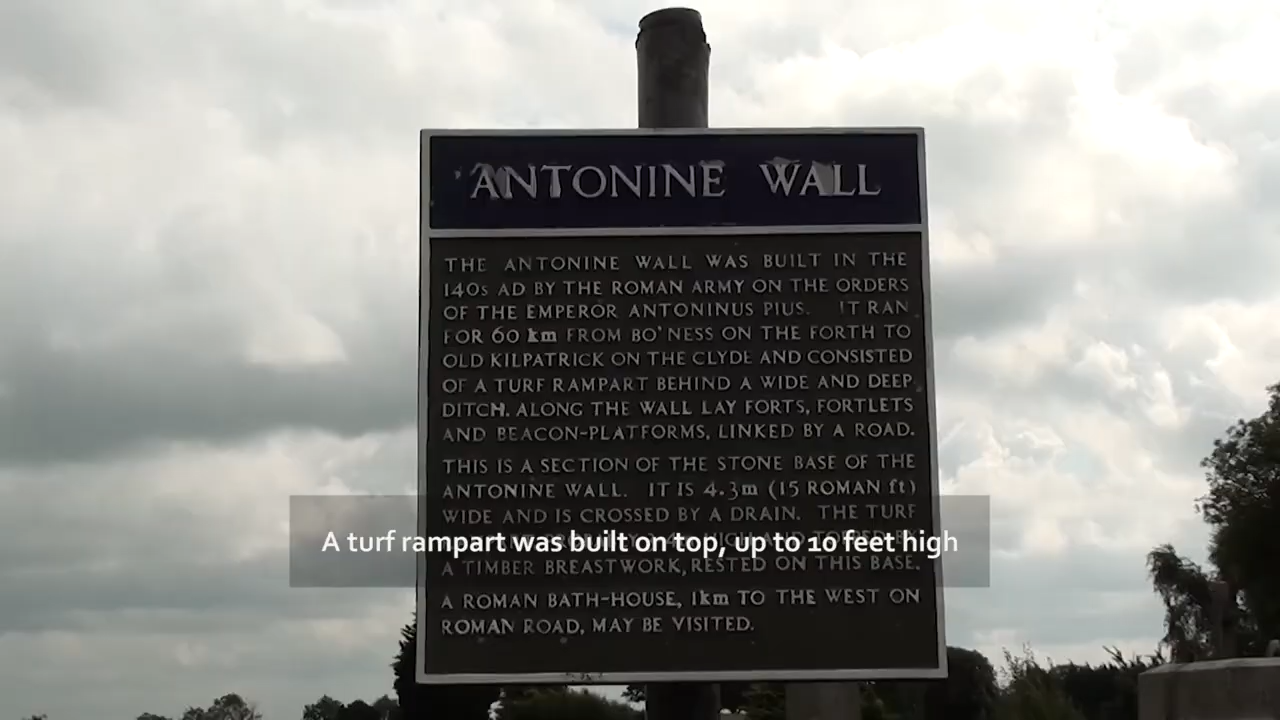 ANTONINE WALL
THE ANTONINE WALL WAS BUILT IN THE
140s AD BY THE ROMAN ARMY ON THE ORDERS
OF THE EMPEROR ANTONINUS PIUS. IT RAN
FOR 60 km FROM BO'NESS ON THE FORTH TO
OLD KILPATRICK ON THE CLYDE AND CONSISTED
OF A TURF RAMPART BEHIND A WIDE AND DEEP
DITCH. ALONG THE WALL LAY FORTS, FORTLETS
AND BEACON-PLATFORMS, LINKED BY A ROAD.
THIS IS A SECTION OF THE STONE BASE OF THE
ANTONINE WALL. IT IS 4.3m (15 ROMAN ft)
WIDE AND IS CROSSED BY A DRAIN. THE TURF
A turf rampart was built on top, up to 10 feet high
A TIMBER BREASTWORK, RESTED ON THIS BASE.
A ROMAN BATH-HOUSE, 1km TO THE WEST ON
ROMAN ROAD, MAY BE VISITED.